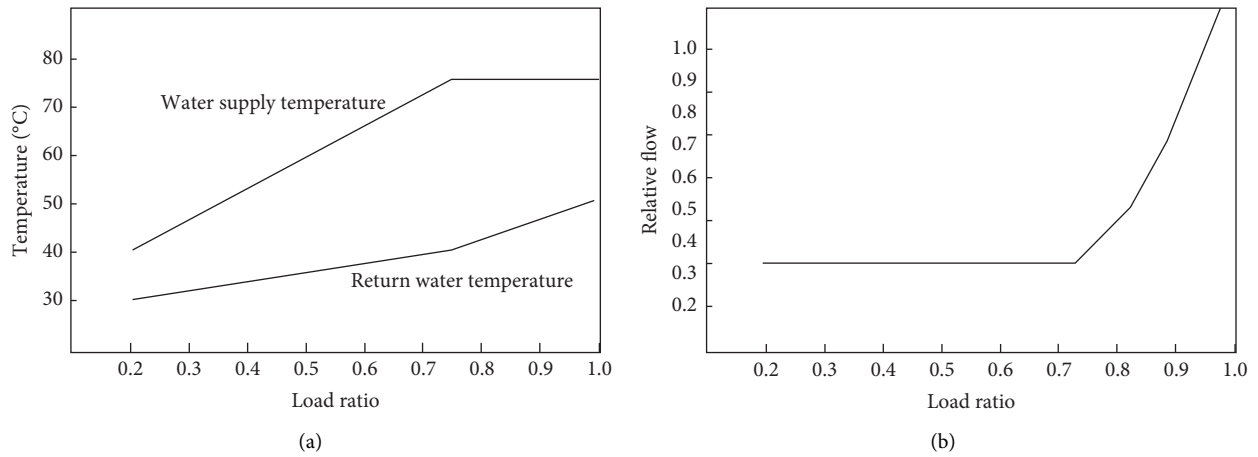 80
70
60
50
40
30
Temperature (°C)
Water supply temperature
Return water temperature
0.2 0.3 0.4 0.5 0.6 0.7 0.8 0.9 1.0
Load ratio
(a)
1.0
0.9
0.8
0.7
0.6
0.5
0.4
0.3
0.2
Relative flow
0.2 0.3 0.4 0.5 0.6 0.7 0.8 0.9 1.0
Load ratio
(b)